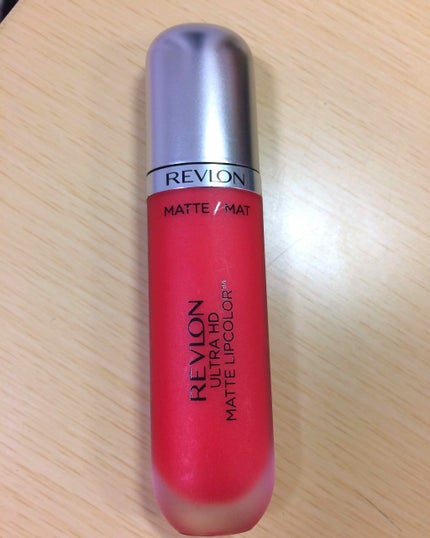 REVLON
MATTE / MAT
REVLON
ULTRA HD
MATTE LIPCOLOR™